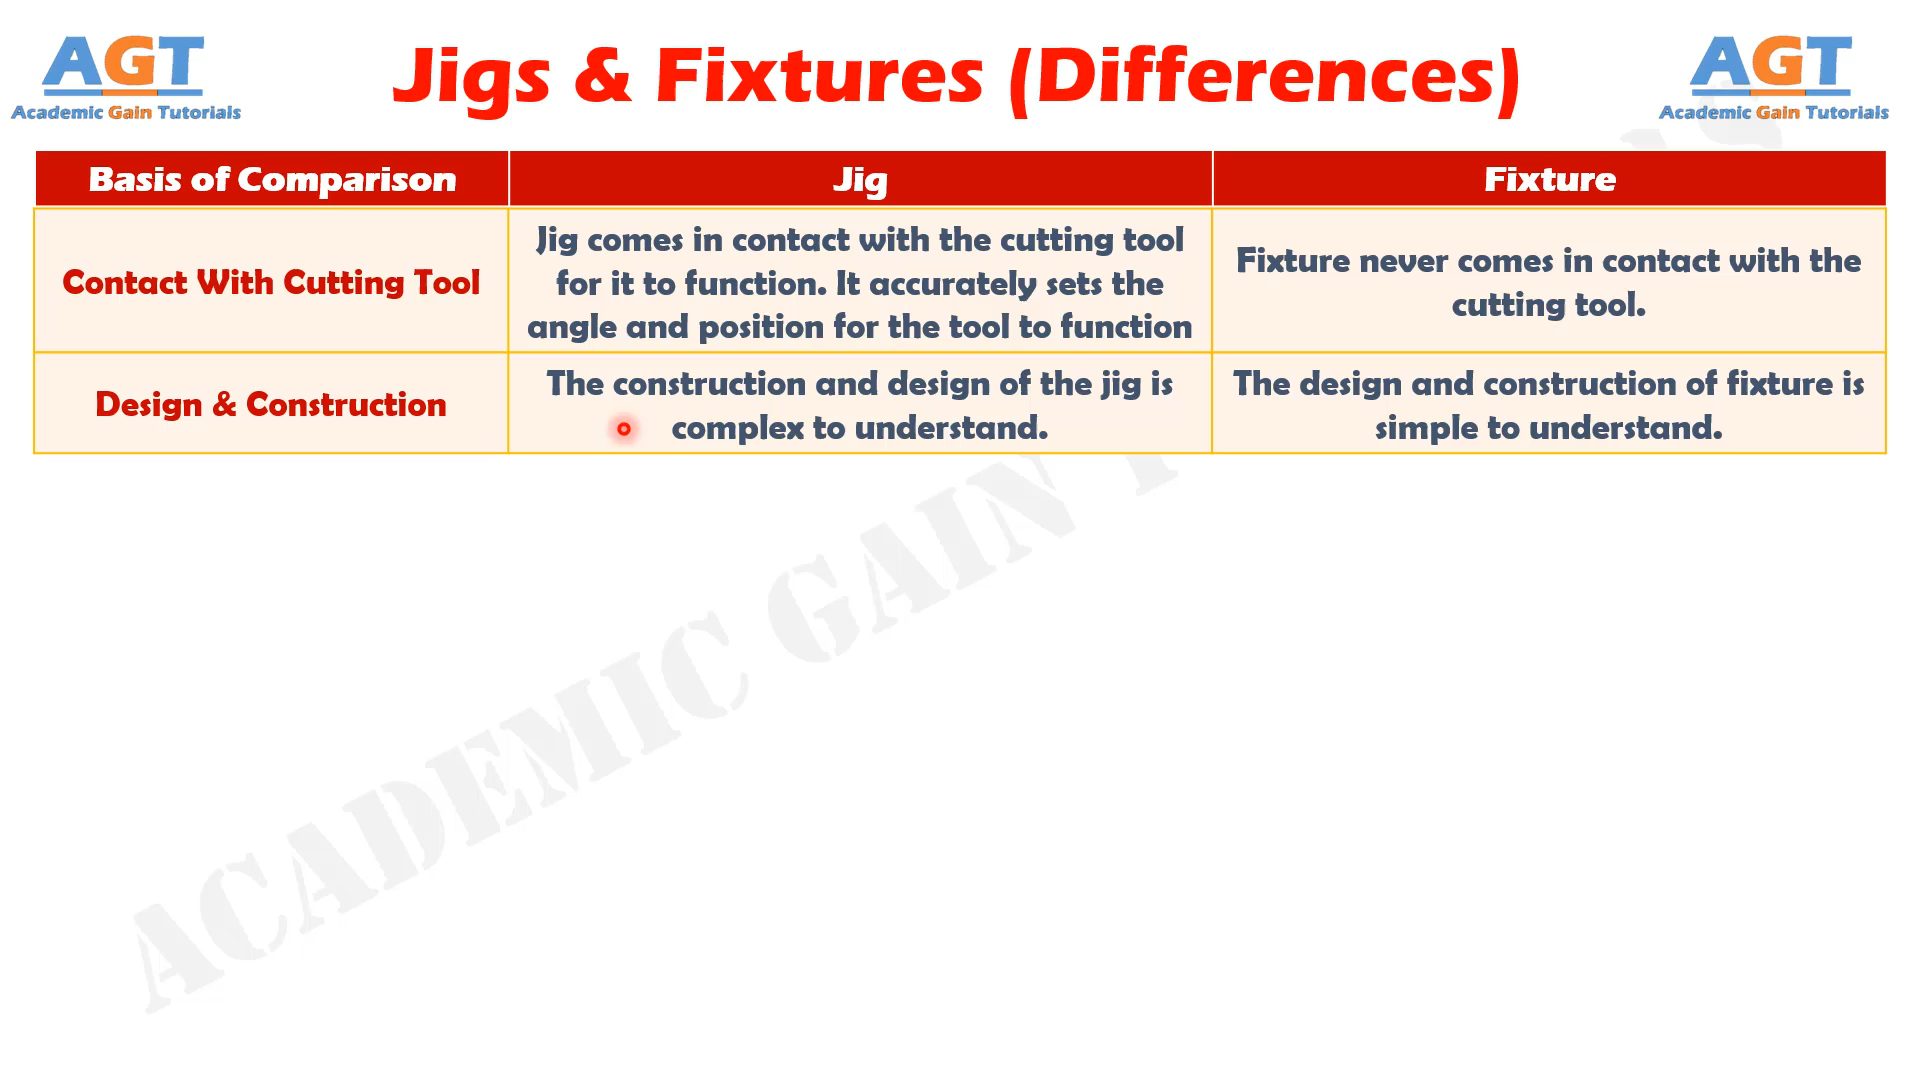 AGT
Academic Gain Tutorials
Jigs & Fixtures (Differences)
AGT
Academic Gain Tutorials
Basis of Comparison
Jig
Fixture
Contact With Cutting Tool
Jig comes in contact with the cutting tool
for it to function. It accurately sets the
angle and position for the tool to function
Fixture never comes in contact with the
cutting tool.
Design & Construction
The construction and design of the jig is
complex to understand.
The design and construction of fixture is
simple to understand.
ACADEMIC GAIN